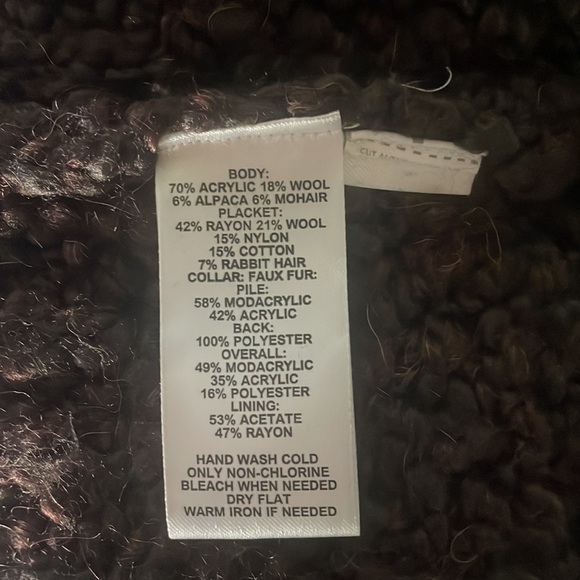 BODY:
70% ACRYLIC 18% WOOL
6% ALPACA 6% MOHAIR
PLACKET:
42% RAYON 21% WOOL
15% NYLON
15% COTTON
7% RABBIT HAIR
COLLAR: FAUX FUR:
PILE:
58% MODACRYLIC
42% ACRYLIC
BACK:
100% POLYESTER
OVERALL:
49% MODACRYLIC
35% ACRYLIC
16% POLYESTER
LINING:
53% ACETATE
47% RAYON
HAND WASH COLD
ONLY NON-CHLORINE
BLEACH WHEN NEEDED
DRY FLAT
WARM IRON IF NEEDED
CUT